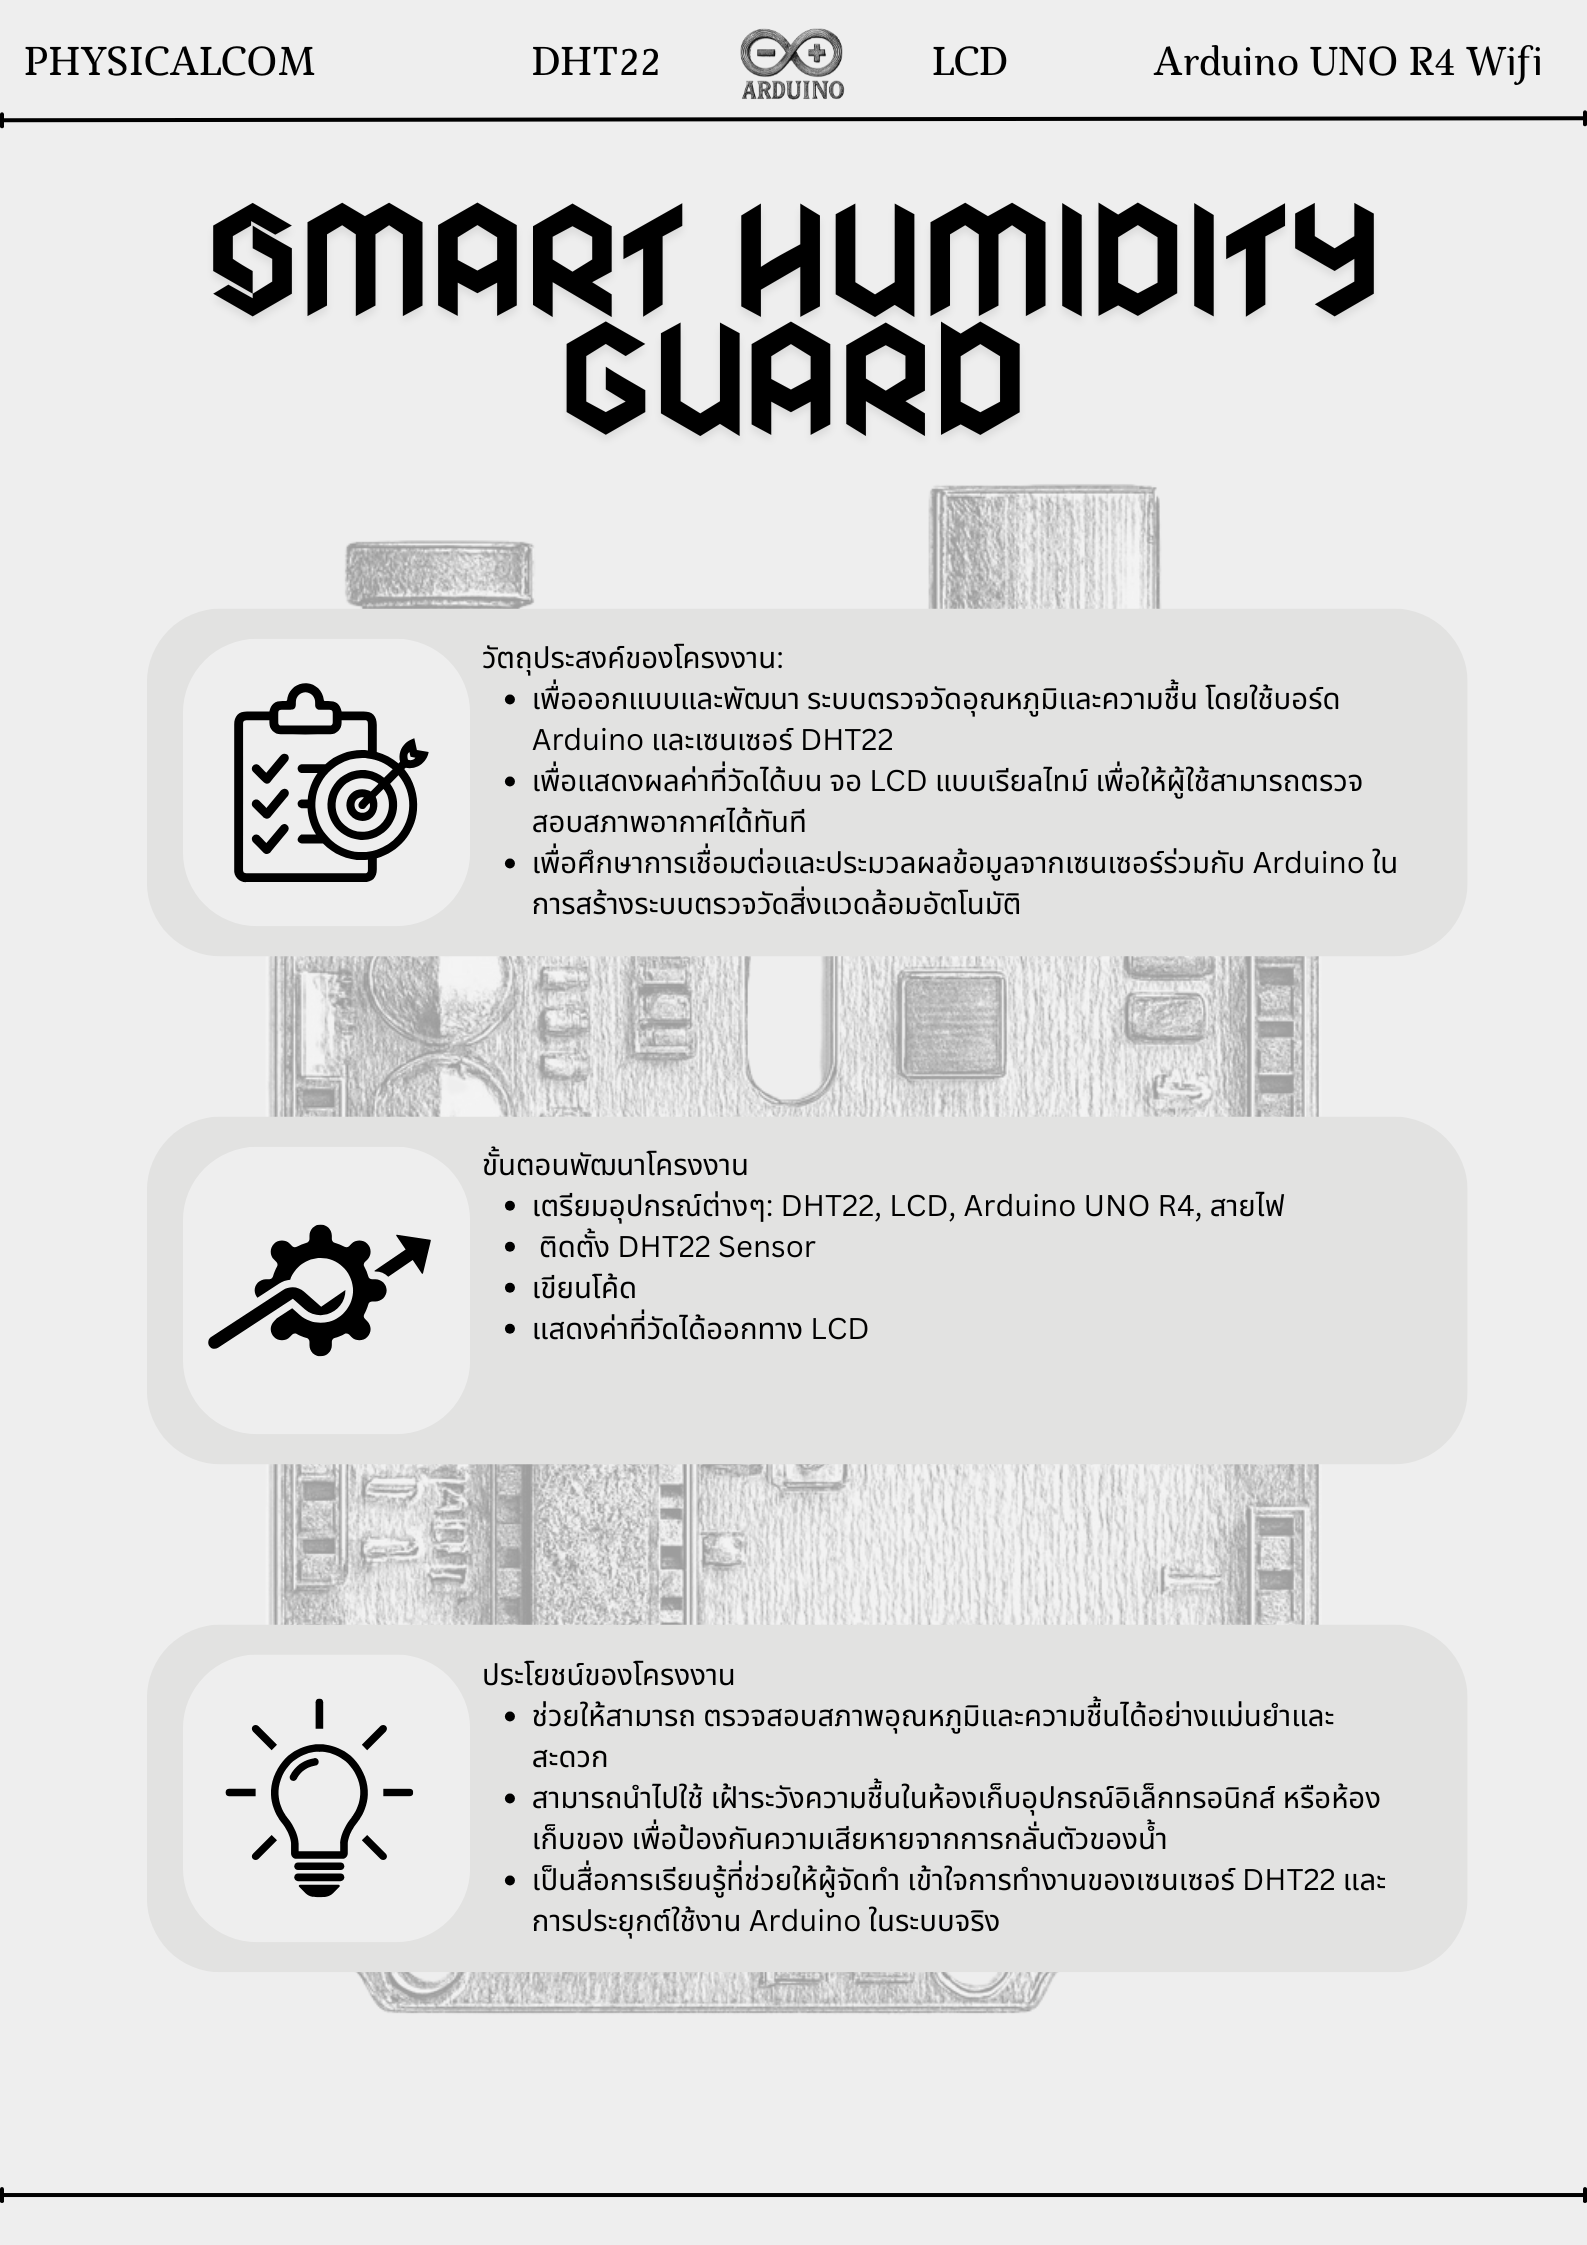 PHYSICALCOM DHT22 ARDUINO LCD Arduino UNO R4 Wifi
SMART HUMIDITY
GUARD
วัตถุประสงค์ของโครงงาน:
• เพื่อออกแบบและพัฒนา ระบบตรวจวัดอุณหภูมิและความชื้น โดยใช้บอร์ด
Arduino และเซนเซอร์ DHT22
• เพื่อแสดงผลค่าที่วัดได้บน จอ LCD แบบเรียลไทม์ เพื่อให้ผู้ใช้สามารถตรวจ
สอบสภาพอากาศได้ทันที
• เพื่อศึกษาการเชื่อมต่อและประมวลผลข้อมูลจากเซนเซอร์ร่วมกับ Arduino ใน
การสร้างระบบตรวจวัดสิ่งแวดล้อมอัตโนมัติ
ขั้นตอนพัฒนาโครงงาน
• เตรียมอุปกรณ์ต่างๆ: DHT22, LCD, Arduino UNO R4, สายไฟ
• ติดตั้ง DHT22 Sensor
• เขียนโค้ด
• แสดงค่าที่วัดได้ออกทาง LCD
ประโยชน์ของโครงงาน
• ช่วยให้สามารถ ตรวจสอบสภาพอุณหภูมิและความชื้นได้อย่างแม่นยำและ
สะดวก
• สามารถนำไปใช้ เฝ้าระวังความชื้นในห้องเก็บอุปกรณ์อิเล็กทรอนิกส์ หรือห้อง
เก็บของ เพื่อป้องกันความเสียหายจากการกลั่นตัวของน้ำ
• เป็นสื่อการเรียนรู้ที่ช่วยให้ผู้จัดทำ เข้าใจการทำงานของเซนเซอร์ DHT22 และ
การประยุกต์ใช้งาน Arduino ในระบบจริง